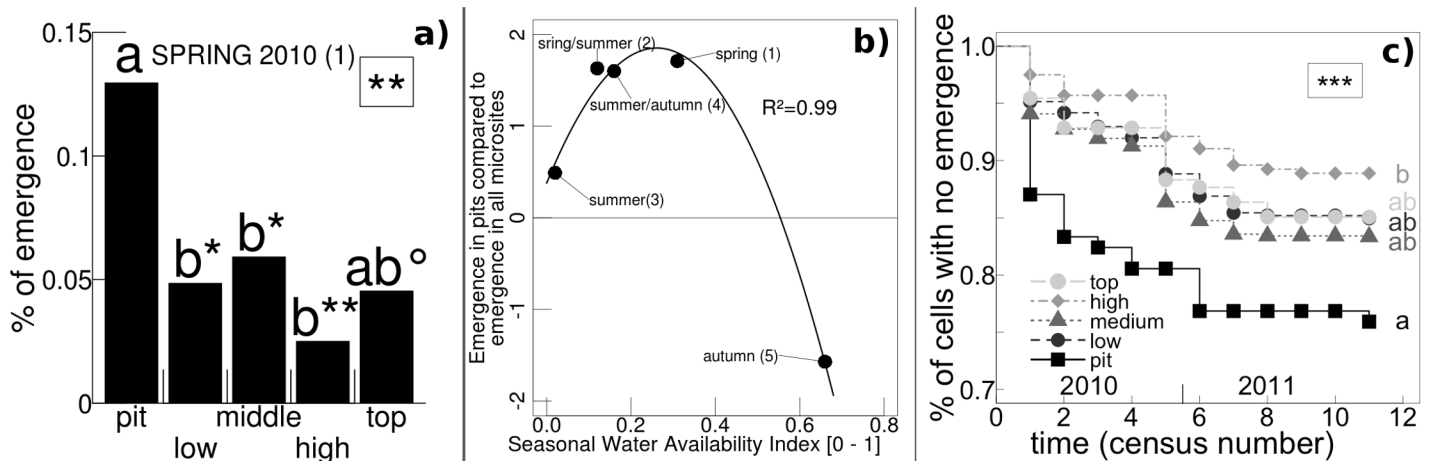 a)
SPRING 2010 (1)
**
% of emergence
0.15
0.1
0.05
0
a
b*
b*
b**
ab°
pit
low
middle
high
top
b)
Emergence in pits compared to
emergence in all microsites
2
1
0
-1
-2
sring/summer (2)
spring (1)
summer/autumn (4)
R²=0.99
summer(3)
autumn (5)
0.0
0.2
0.4
0.6
0.8
Seasonal Water Availability Index [0 - 1]
c)
***
% of cells with no emergence
1.0
0.9
0.8
0.7
b
ab
ab
ab
a
top
high
medium
low
pit
2010
2011
0
2
4
6
8
10
12
time (census number)